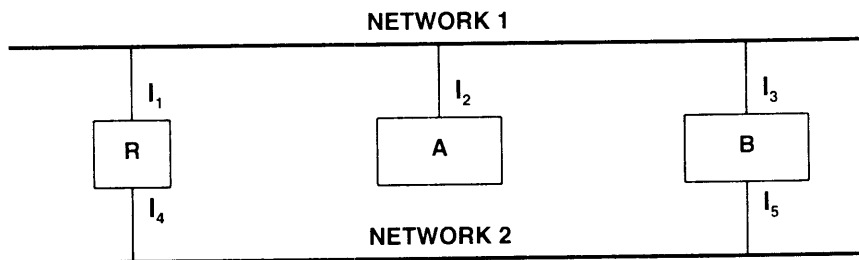 NETWORK 1
I₁ I₂ I₃
R A B
I₄ I₅
NETWORK 2